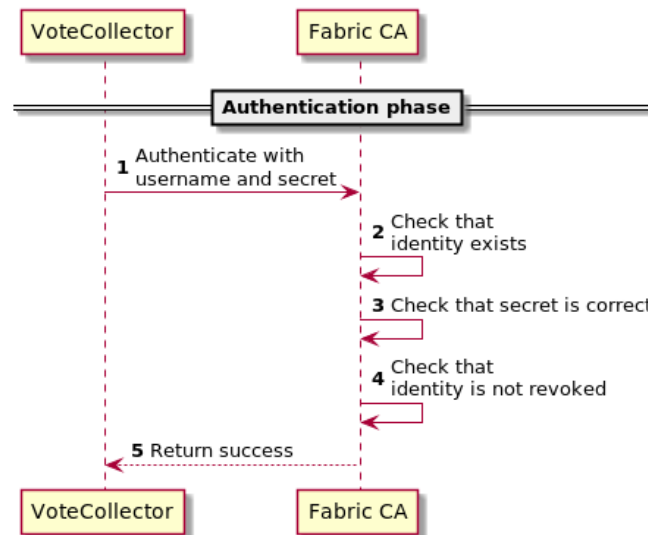 VoteCollector
Fabric CA
Authentication phase
1 Authenticate with
username and secret
2 Check that
identity exists
3 Check that secret is correct
4 Check that
identity is not revoked
5 Return success
VoteCollector
Fabric CA